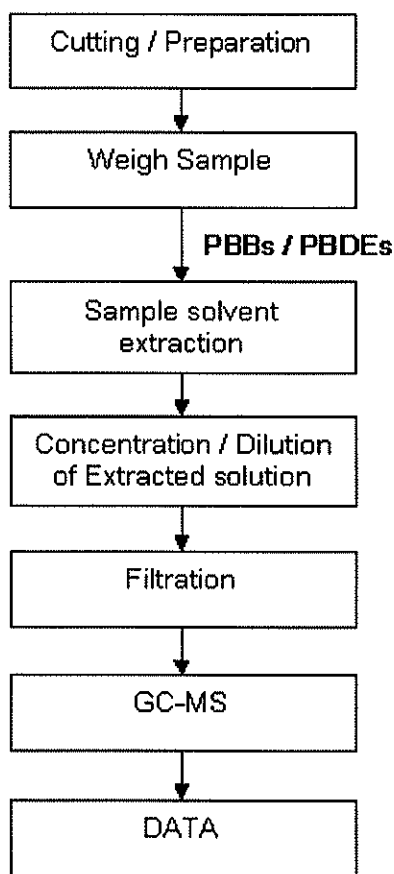 Cutting / Preparation
Weigh Sample
PBBs / PBDEs
Sample solvent
extraction
Concentration / Dilution
of Extracted solution
Filtration
GC-MS
DATA